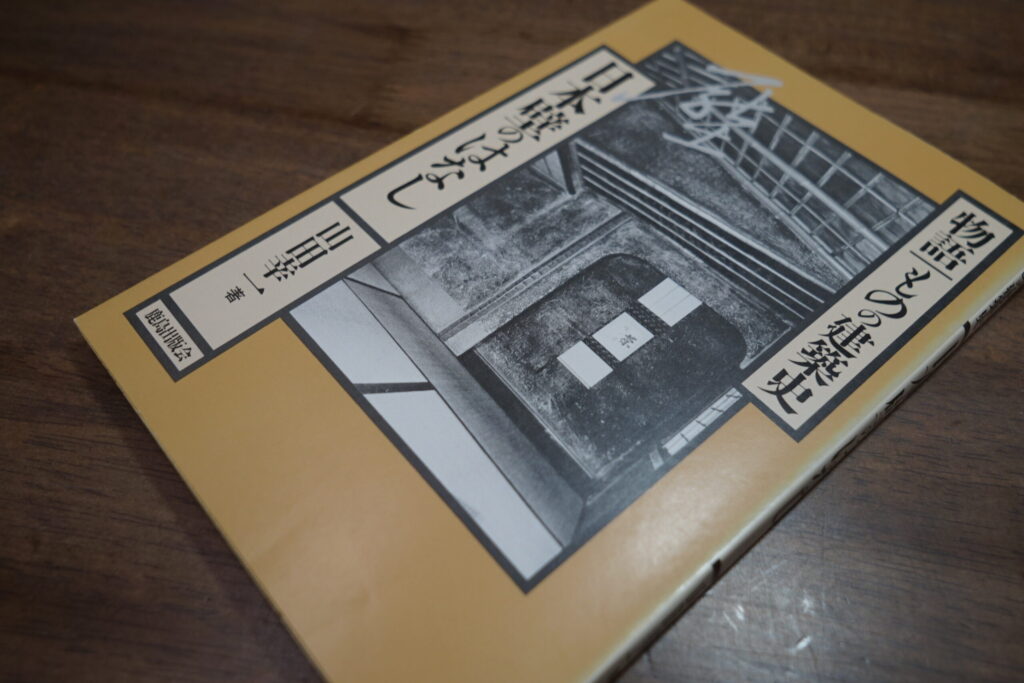 物語 ものの建築史
日本壁のはなし
山田幸一 著
鹿島出版会